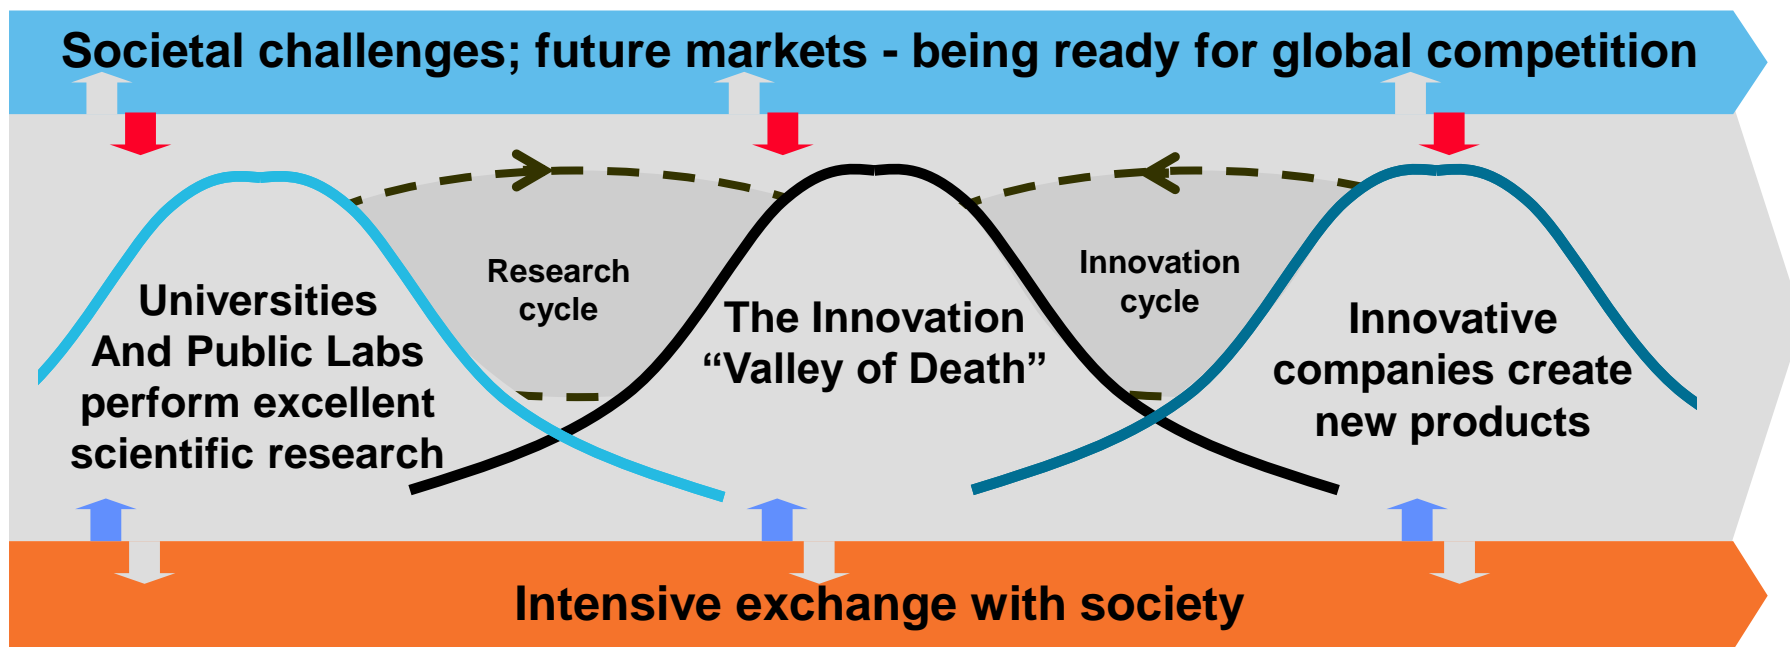 Societal challenges; future markets - being ready for global competition
Research
cycle
Innovation
cycle
Universities
And Public Labs
perform excellent
scientific research
The Innovation
“Valley of Death”
Innovative
companies create
new products
Intensive exchange with society